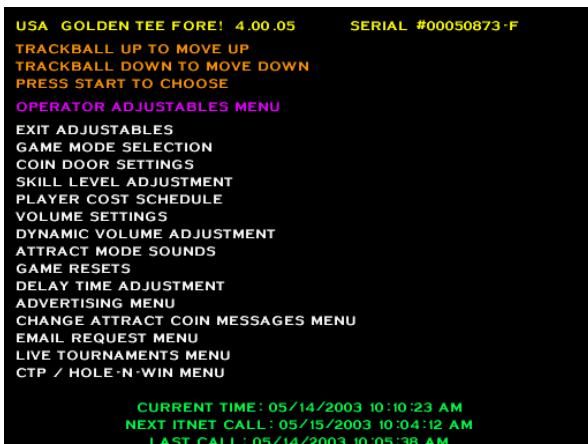 USA GOLDEN TEE FORE! 4.00.05 SERIAL #00050873-F
TRACKBALL UP TO MOVE UP
TRACKBALL DOWN TO MOVE DOWN
PRESS START TO CHOOSE
OPERATOR ADJUSTABLES MENU
EXIT ADJUSTABLES
GAME MODE SELECTION
COIN DOOR SETTINGS
SKILL LEVEL ADJUSTMENT
PLAYER COST SCHEDULE
VOLUME SETTINGS
DYNAMIC VOLUME ADJUSTMENT
ATTRACT MODE SOUNDS
GAME RESETS
DELAY TIME ADJUSTMENT
ADVERTISING MENU
CHANGE ATTRACT COIN MESSAGES MENU
EMAIL REQUEST MENU
LIVE TOURNAMENTS MENU
CTP / HOLE-N-WIN MENU
CURRENT TIME: 05/14/2003 10:10:23 AM
NEXT ITNET CALL: 05/15/2003 10:04:12 AM
LAST CALL: 05/14/2003 10:05:38 AM